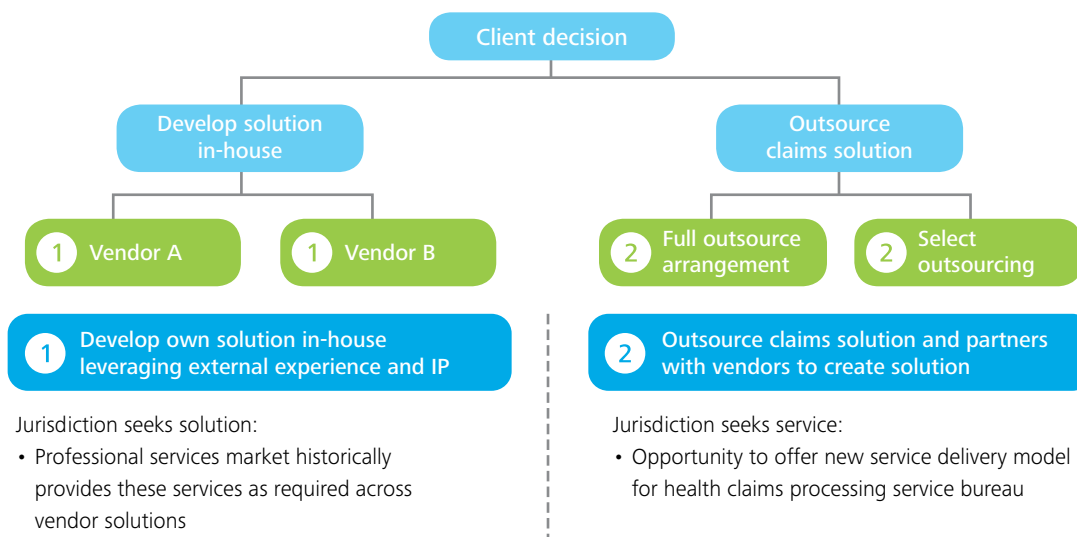 Client decision
Develop solution
in-house
Outsource
claims solution
1 Vendor A
1 Vendor B
2 Full outsource
arrangement
2 Select
outsourcing
1 Develop own solution in-house
leveraging external experience and IP
2 Outsource claims solution and partners
with vendors to create solution
Jurisdiction seeks solution:
• Professional services market historically
provides these services as required across
vendor solutions
Jurisdiction seeks service:
• Opportunity to offer new service delivery model
for health claims processing service bureau